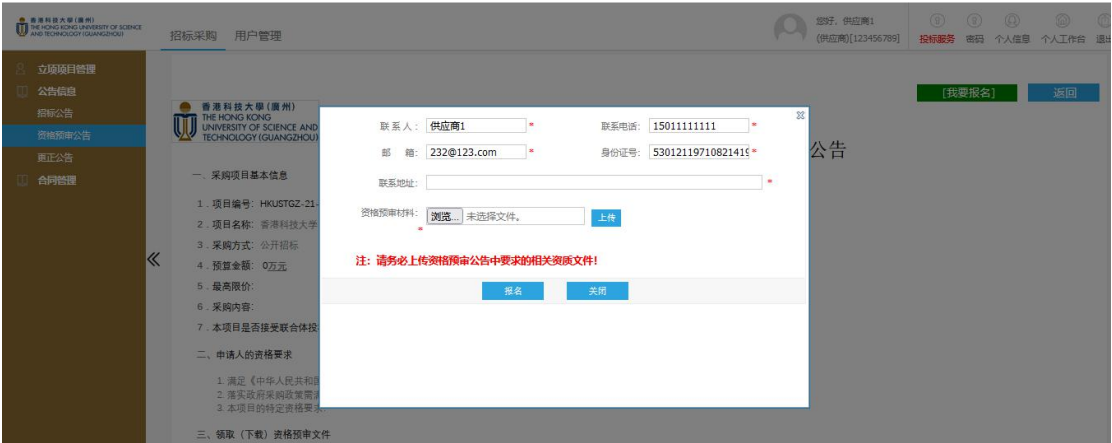 香港科技大學(廣州)
THE HONG KONG UNIVERSITY OF SCIENCE
AND TECHNOLOGY (GUANGZHOU)
招标采购 用户管理
您好, 供应商1
(供应商)[123456789]
投标服务 密码 个人信息 个人工作台 退出
立项项目管理
公告信息
招标公告
资格预审公告
更正公告
合同管理
[我要报名] 返回
香港科技大學(廣州)
THE HONG KONG
UNIVERSITY OF SCIENCE AND
TECHNOLOGY (GUANGZHOU)
公告
一、采购项目基本信息
1．项目编号: HKUSTGZ-21-
2．项目名称: 香港科技大学
3．采购方式: 公开招标
4．预算金额: 0万元
5．最高限价:
6．采购内容:
7．本项目是否接受联合体投
二、申请人的资格要求
1. 满足《中华人民共和国
2. 落实政府采购政策需
3. 本项目的特定资格要求
三、领取（下载）资格预审文件
联系人: 供应商1 * 联系电话: 15011111111 *
邮 箱: 232@123.com * 身份证号: 53012119710821419 *
联系地址: *
资格预审材料: 浏览... 未选择文件。 上传
*
注: 请务必上传资格预审公告中要求的相关资质文件!
报名 关闭